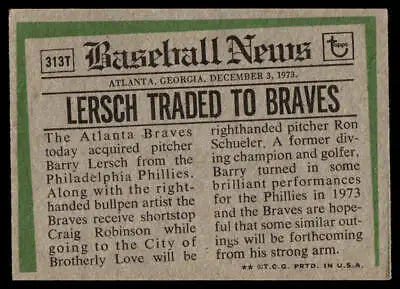 313T
Baseball News
Topps
ATLANTA, GEORGIA, DECEMBER 3, 1973.
LERSCH TRADED TO BRAVES
The Atlanta Braves
today acquired pitcher
Barry Lersch from the
Philadelphia Phillies.
Along with the right-
handed bullpen artist the
Braves receive shortstop
Craig Robinson while
going to the City of
Brotherly Love will be
righthanded pitcher Ron
Schueler. A former div-
ing champion and golfer,
Barry turned in some
brilliant performances
for the Phillies in 1973
and the Braves are hope-
ful that some similar out-
ings will be forthcoming
from his strong arm.
★★ © T.C.G. PRTD. IN U.S.A.